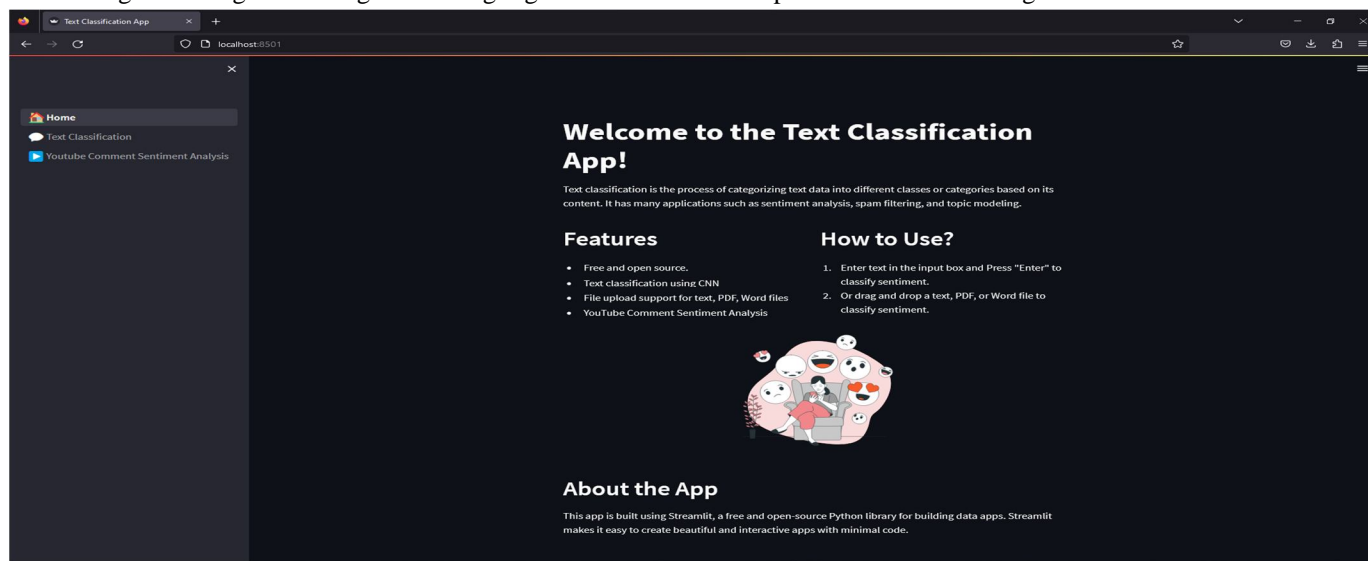 Text Classification App
localhost:8501
Home
Text Classification
Youtube Comment Sentiment Analysis
Welcome to the Text Classification
App!
Text classification is the process of categorizing text data into different classes or categories based on its
content. It has many applications such as sentiment analysis, spam filtering, and topic modeling.
Features
Free and open source.
Text classification using CNN
File upload support for text, PDF, Word files
YouTube Comment Sentiment Analysis
How to Use?
1. Enter text in the input box and Press "Enter" to
classify sentiment.
2. Or drag and drop a text, PDF, or Word file to
classify sentiment.
About the App
This app is built using Streamlit, a free and open-source Python library for building data apps. Streamlit
makes it easy to create beautiful and interactive apps with minimal code.